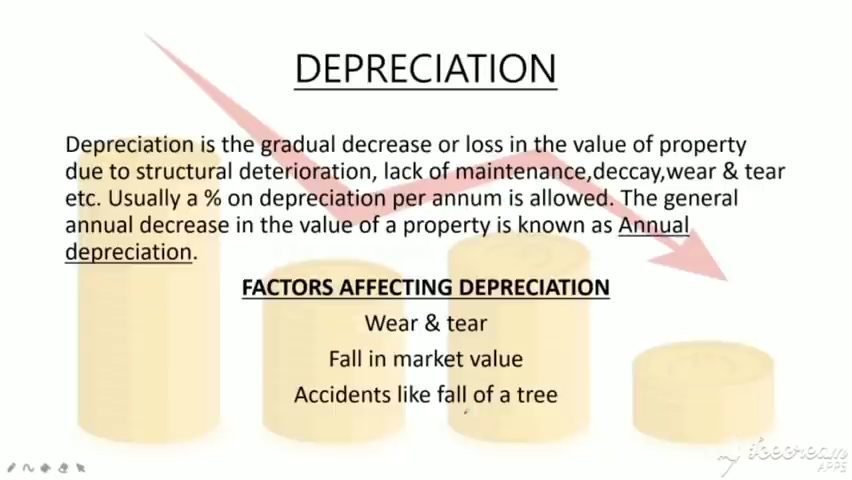 DEPRECIATION
Depreciation is the gradual decrease or loss in the value of property
due to structural deterioration, lack of maintenance,deccay,wear & tear
etc. Usually a % on depreciation per annum is allowed. The general
annual decrease in the value of a property is known as Annual
depreciation.
FACTORS AFFECTING DEPRECIATION
Wear & tear
Fall in market value
Accidents like fall of a tree
Icecream
APPS